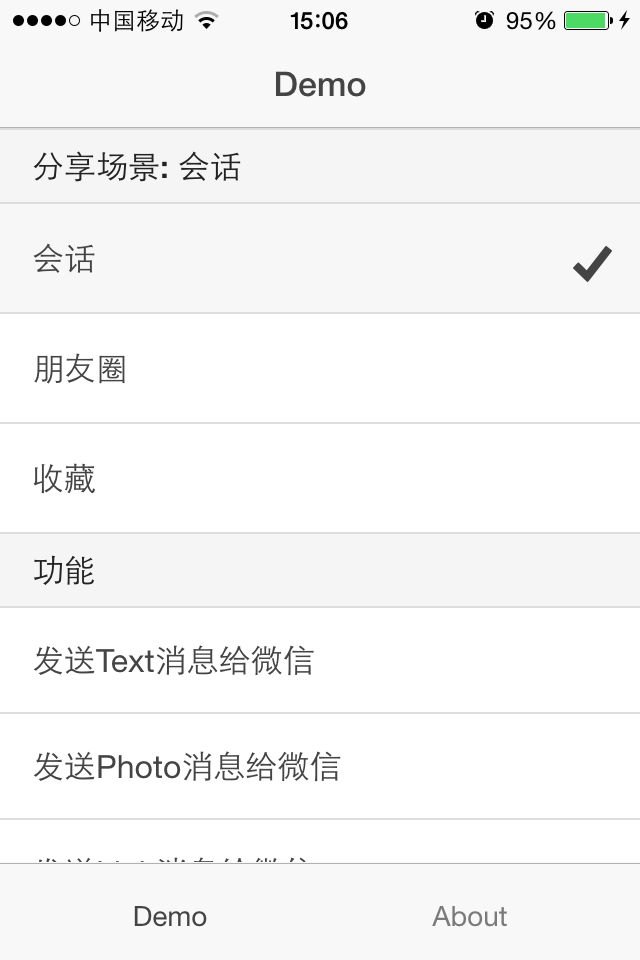 中国移动 15:06 95%
Demo
分享场景: 会话
会话
朋友圈
收藏
功能
发送Text消息给微信
发送Photo消息给微信
Demo About